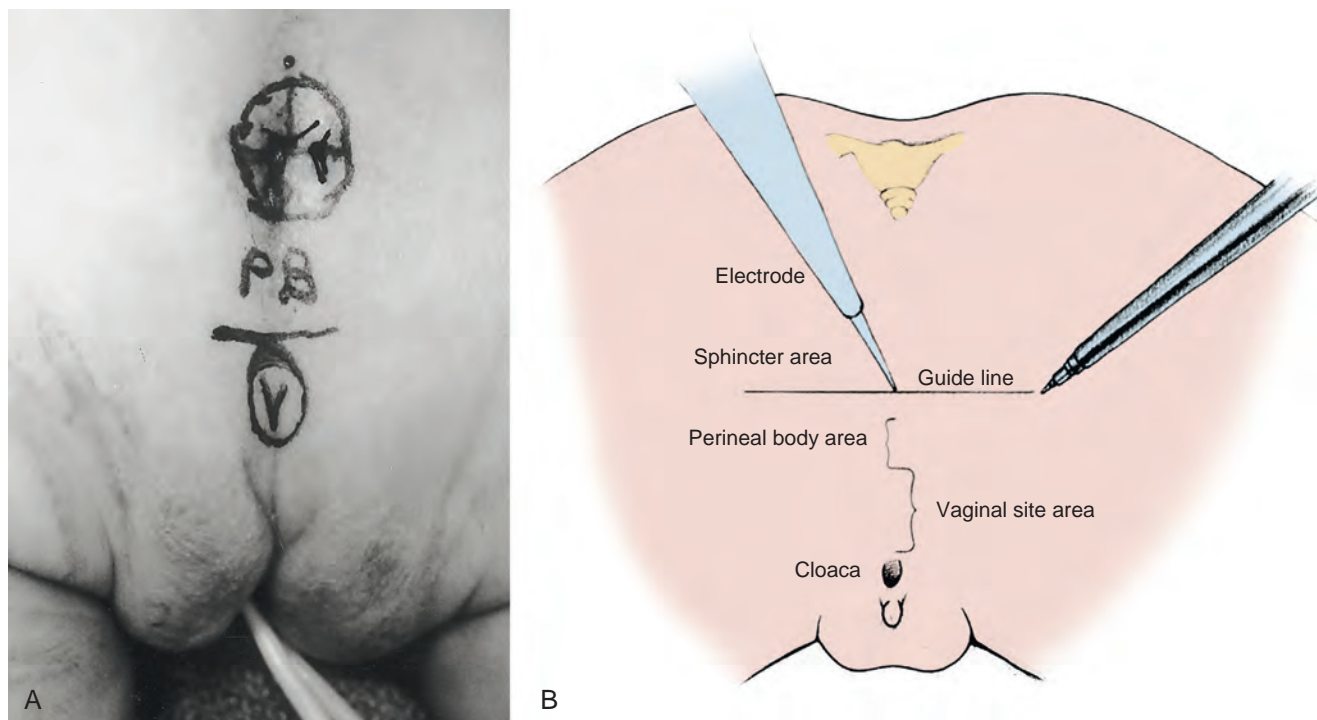 PB
V
A
Electrode
Sphincter area
Guide line
Perineal body area
Vaginal site area
Cloaca
B